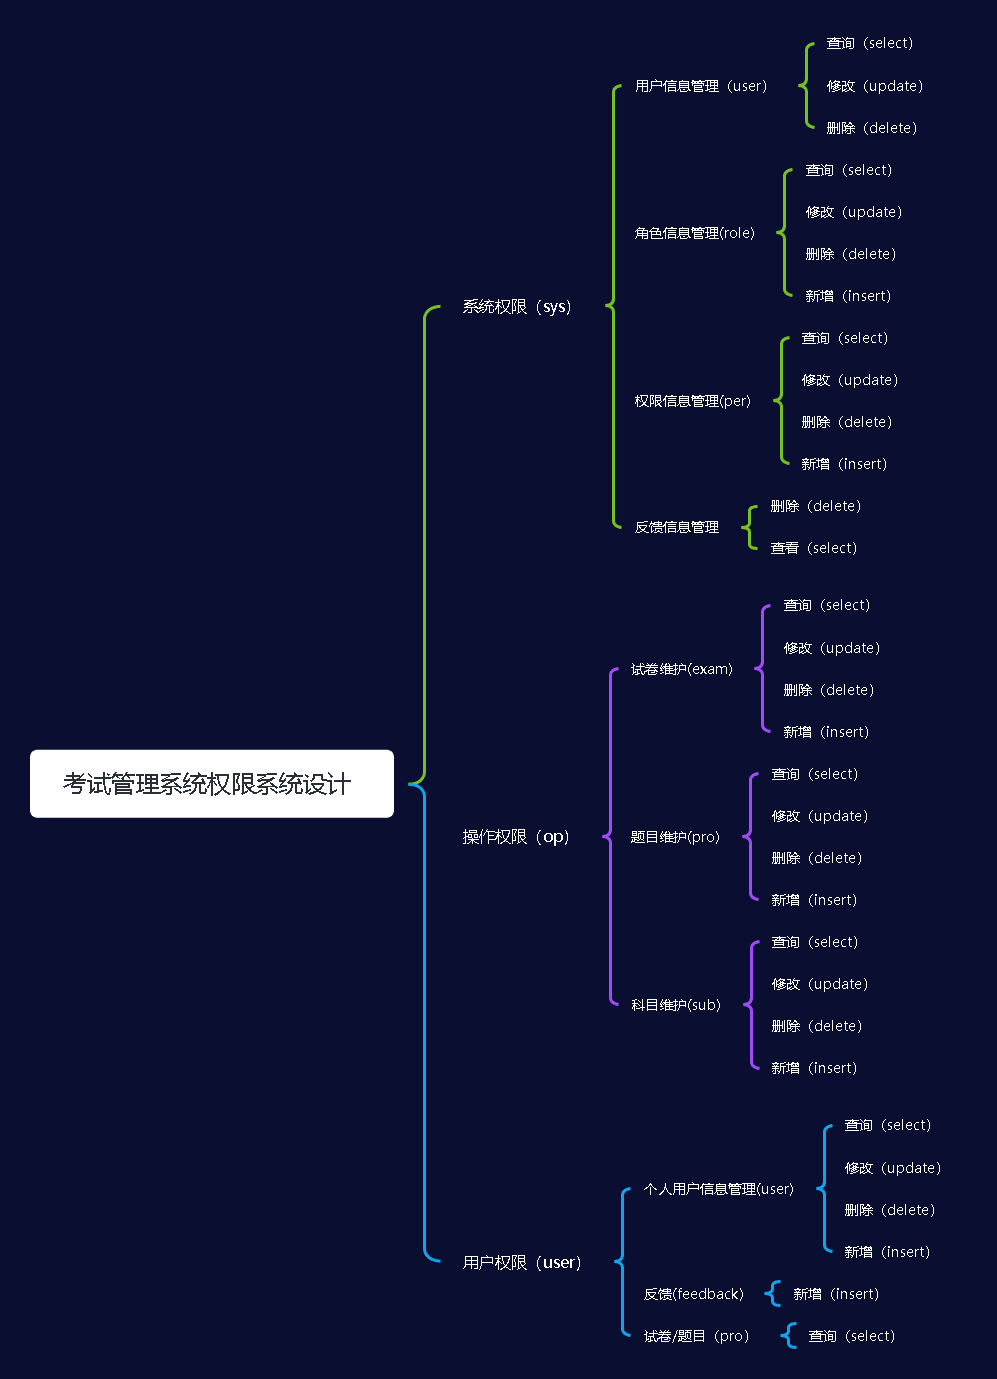 考试管理系统权限系统设计
系统权限（sys）
用户信息管理（user）
查询（select）
修改（update）
删除（delete）
角色信息管理(role)
查询（select）
修改（update）
删除（delete）
新增（insert）
权限信息管理(per)
查询（select）
修改（update）
删除（delete）
新增（insert）
反馈信息管理
删除（delete）
查看（select）
操作权限（op）
试卷维护(exam)
查询（select）
修改（update）
删除（delete）
新增（insert）
题目维护(pro)
查询（select）
修改（update）
删除（delete）
新增（insert）
科目维护(sub)
查询（select）
修改（update）
删除（delete）
新增（insert）
用户权限（user）
个人用户信息管理(user)
查询（select）
修改（update）
删除（delete）
新增（insert）
反馈(feedback)
新增（insert）
试卷/题目（pro）
查询（select）